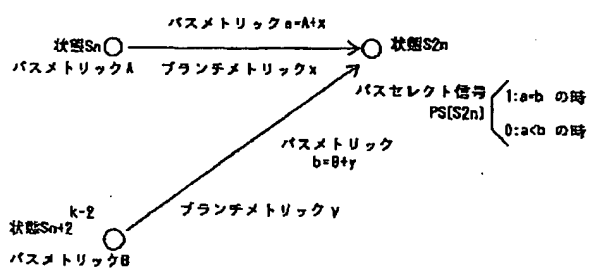 パスメトリックa=A+x
状態Sn
状態S2n
パスメトリックA
ブランチメトリックx
パスセレクト信号
PS[S2n]
1:a=b の時
0:a<b の時
パスメトリック
b=B+y
k-2
状態Sn+2
ブランチメトリックy
パスメトリックB